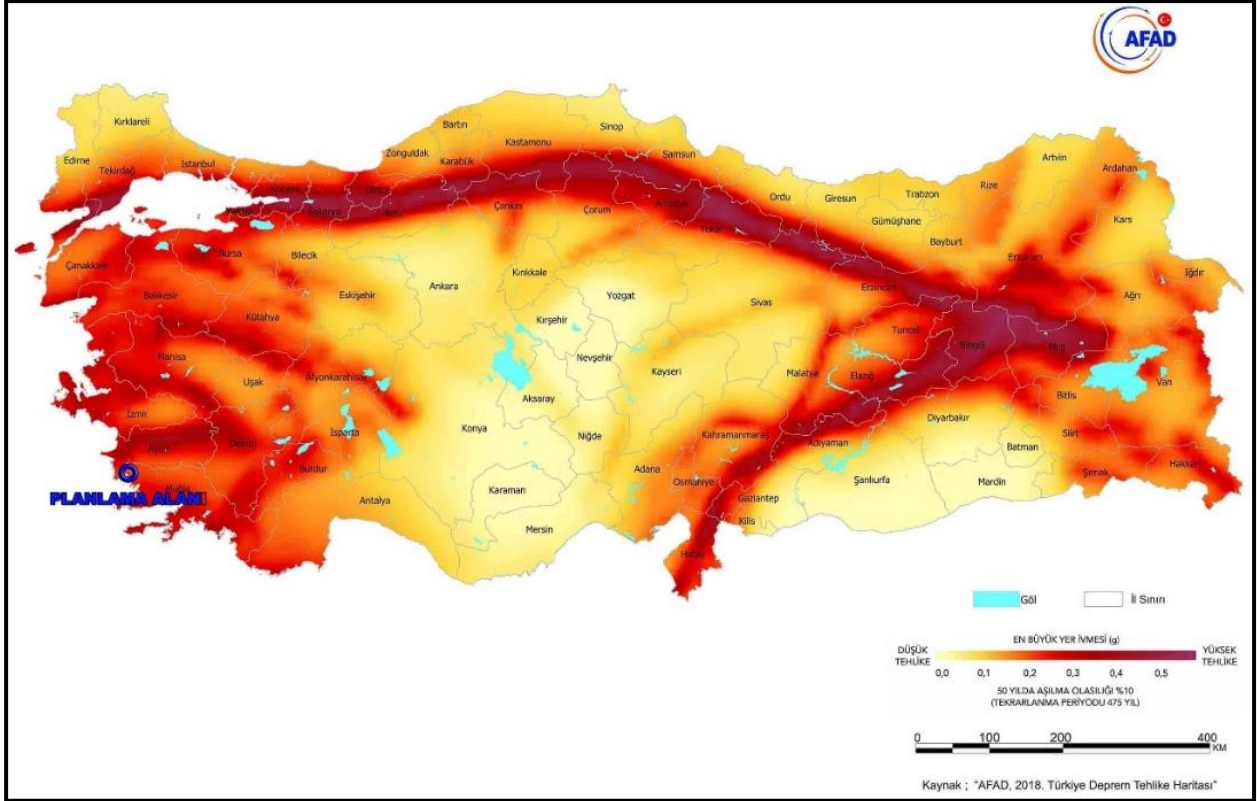 AFAD
Kırklareli
Edirne
Tekirdağ
İstanbul
Bartın
Zonguldak
Karabük
Kastamonu
Sinop
Samsun
Ordu
Giresun
Trabzon
Rize
Artvin
Ardahan
Kars
Gümüşhane
Bayburt
Erzurum
Iğdır
Ağrı
Çanakkale
Bursa
Bilecik
Balıkesir
Kütahya
Eskişehir
Ankara
Kırıkkale
Çankırı
Çorum
Amasya
Tokat
Yozgat
Sivas
Erzincan
Tunceli
Bingöl
Muş
Van
Bitlis
Kırşehir
Nevşehir
Kayseri
Malatya
Elazığ
Manisa
Uşak
Afyonkarahisar
İzmir
Aydın
Denizli
Isparta
Burdur
Muğla
Antalya
Konya
Aksaray
Niğde
Karaman
Mersin
Adana
Osmaniye
Kahramanmaraş
Adıyaman
Gaziantep
Kilis
Hatay
Şanlıurfa
Diyarbakır
Batman
Mardin
Siirt
Şırnak
Hakkari
PLANLAMA ALANI
Göl
İl Sınırı
EN BÜYÜK YER İVMESİ (g)
DÜŞÜK TEHLİKE
YÜKSEK TEHLİKE
0,0 0,1 0,2 0,3 0,4 0,5
50 YILDA AŞILMA OLASILIĞI %10
(TEKRARLANMA PERİYODU 475 YIL)
0 100 200 400
KM
Kaynak ; "AFAD, 2018. Türkiye Deprem Tehlike Haritası"